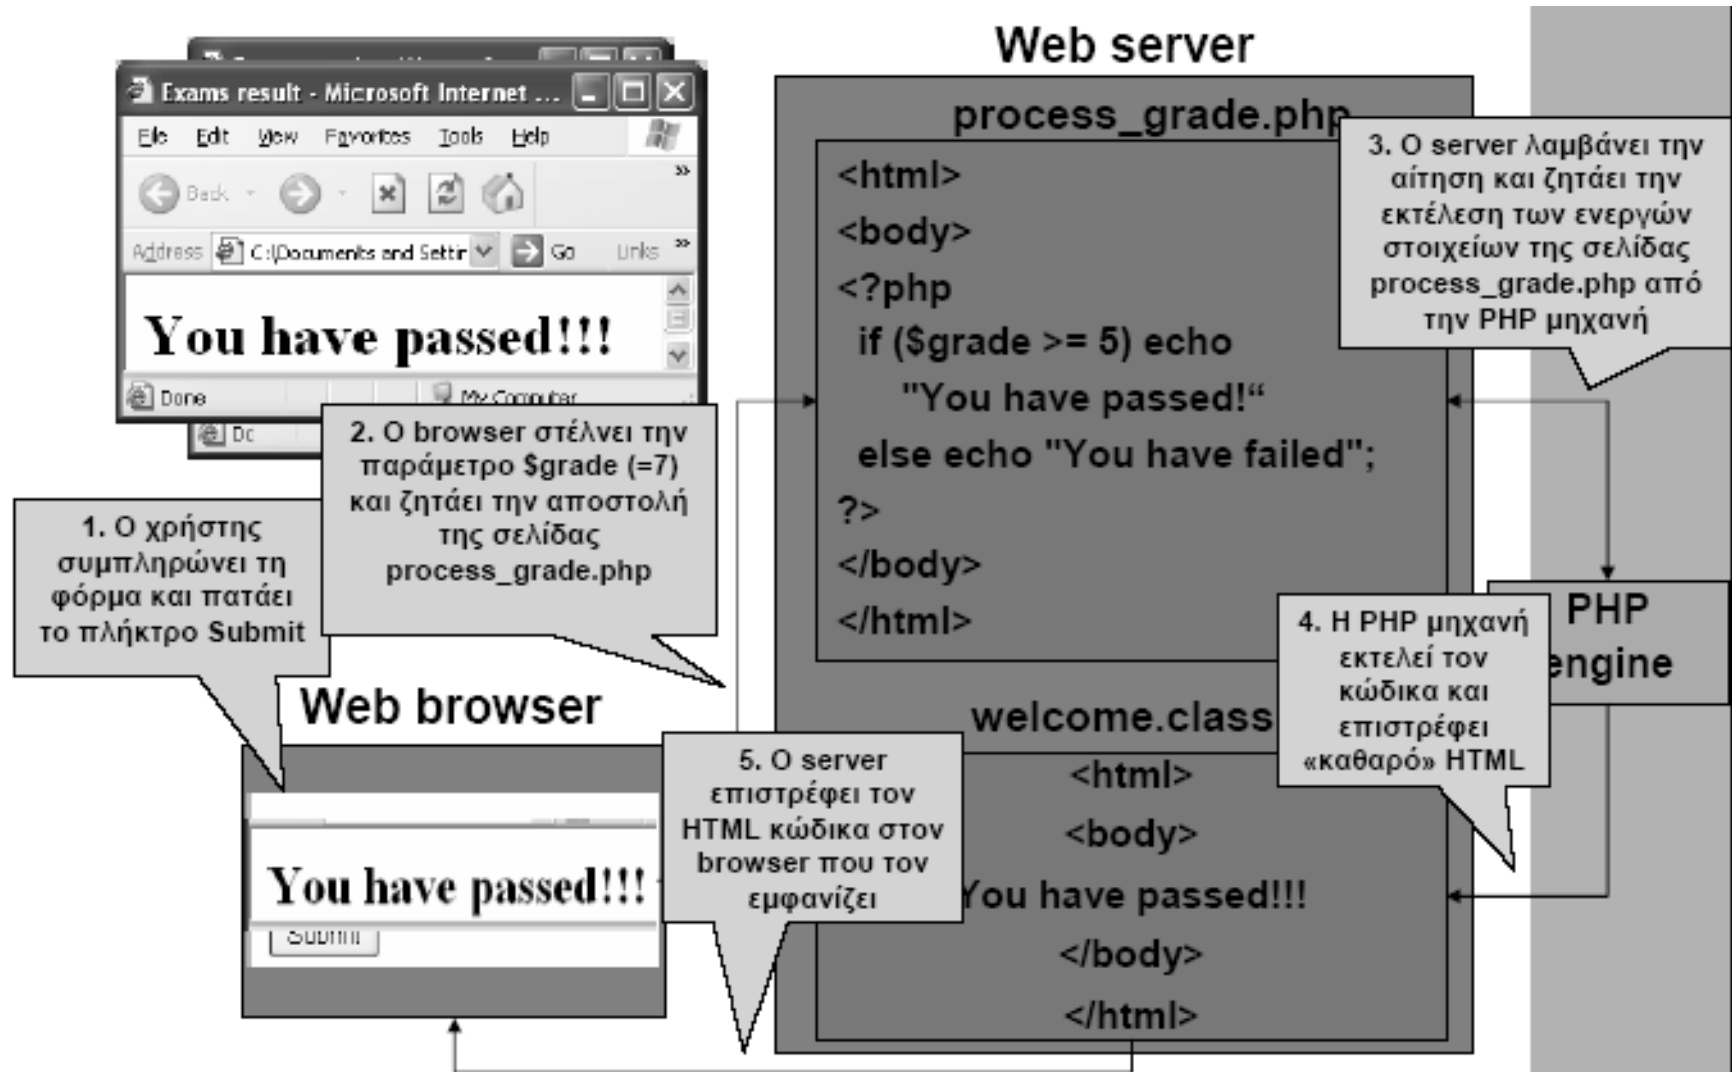 Web server
Exams result - Microsoft Internet ...
File Edit View Favorites Tools Help
Back
Address C:\Documents and Settir Go Links »
You have passed!!!
Done My Computer
Dc
process_grade.php
<html>
<body>
<?php
if ($grade >= 5) echo
"You have passed!“
else echo "You have failed";
?>
</body>
</html>
3. Ο server λαμβάνει την
αίτηση και ζητάει την
εκτέλεση των ενεργών
στοιχείων της σελίδας
process_grade.php από
την PHP μηχανή
2. Ο browser στέλνει την
παράμετρο $grade (=7)
και ζητάει την αποστολή
της σελίδας
process_grade.php
1. Ο χρήστης
συμπληρώνει τη
φόρμα και πατάει
το πλήκτρο Submit
PHP
engine
4. Η PHP μηχανή
εκτελεί τον
κώδικα και
επιστρέφει
«καθαρό» HTML
Web browser
You have passed!!!
Submit
5. Ο server
επιστρέφει τον
HTML κώδικα στον
browser που τον
εμφανίζει
welcome.class
<html>
<body>
You have passed!!!
</body>
</html>